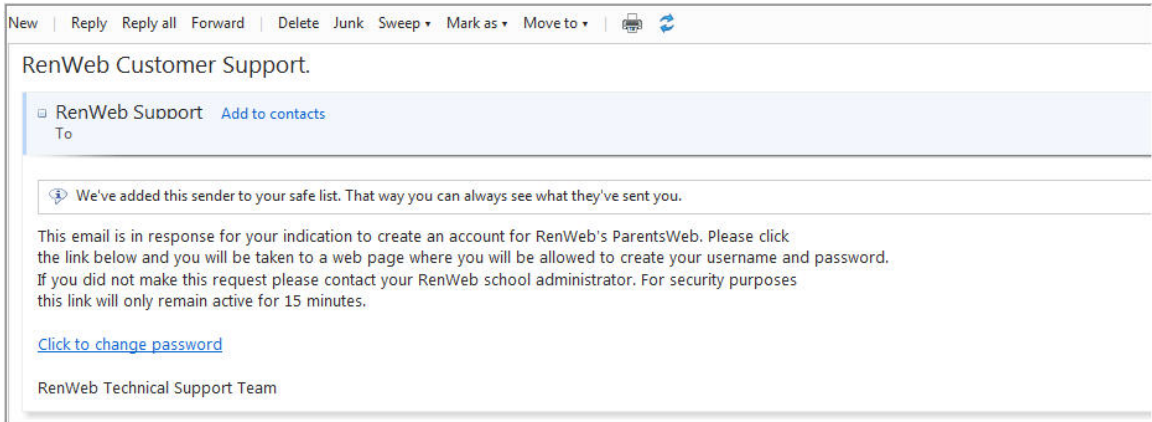 New | Reply Reply all Forward | Delete Junk Sweep Mark as Move to |
RenWeb Customer Support.
RenWeb Support Add to contacts
To
We've added this sender to your safe list. That way you can always see what they've sent you.
This email is in response for your indication to create an account for RenWeb's ParentsWeb. Please click
the link below and you will be taken to a web page where you will be allowed to create your username and password.
If you did not make this request please contact your RenWeb school administrator. For security purposes
this link will only remain active for 15 minutes.
Click to change password
RenWeb Technical Support Team